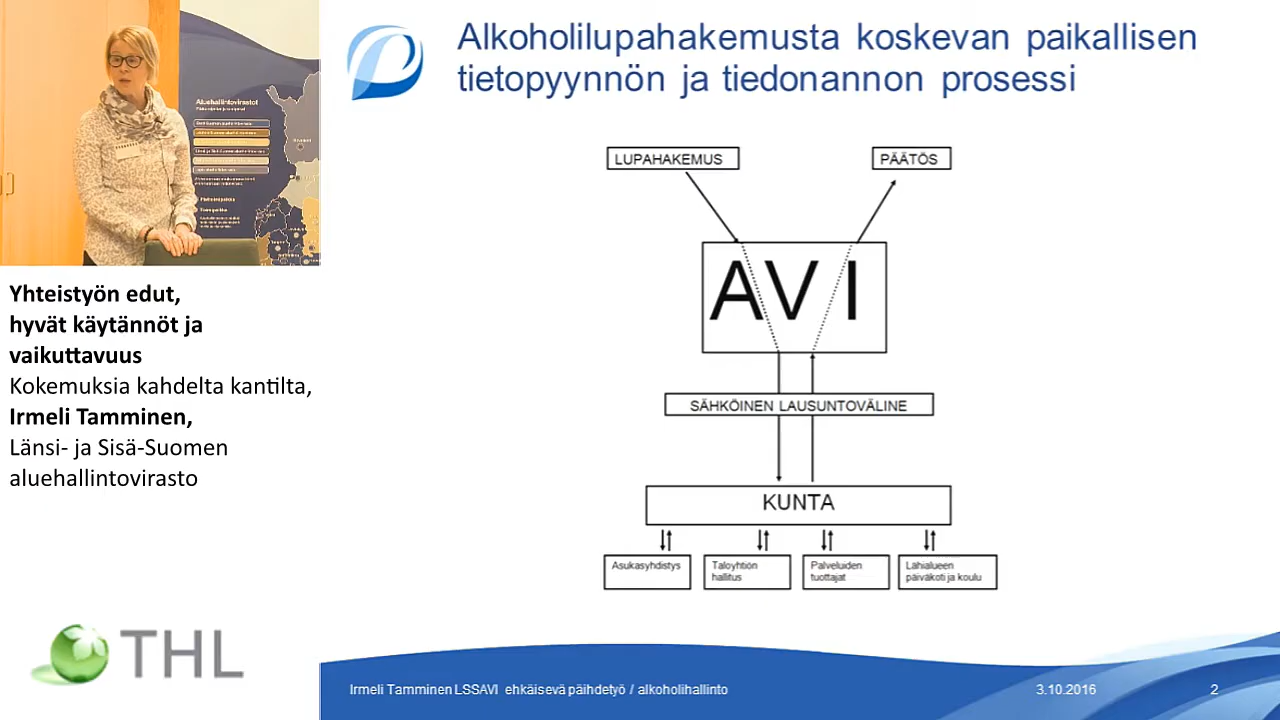 Aluehallintovirastot
Alkoholilupahakemusta koskevan paikallisen
tietopyynnön ja tiedonannon prosessi
LUPAHAKEMUS
PÄÄTÖS
AVI
SÄHKÖINEN LAUSUNTOVÄLINE
KUNTA
Asukasyhdistys
Taloyhtiön
hallitus
Palveluiden
tuottajat
Lähialueen
päiväkoti ja koulu
Yhteistyön edut,
hyvät käytännöt ja
vaikuttavuus
Kokemuksia kahdelta kantilta,
Irmeli Tamminen,
Länsi- ja Sisä-Suomen
aluehallintovirasto
THL
Irmeli Tamminen LSSAVI ehkäisevä päihdetyö / alkoholihallinto
3.10.2016
2